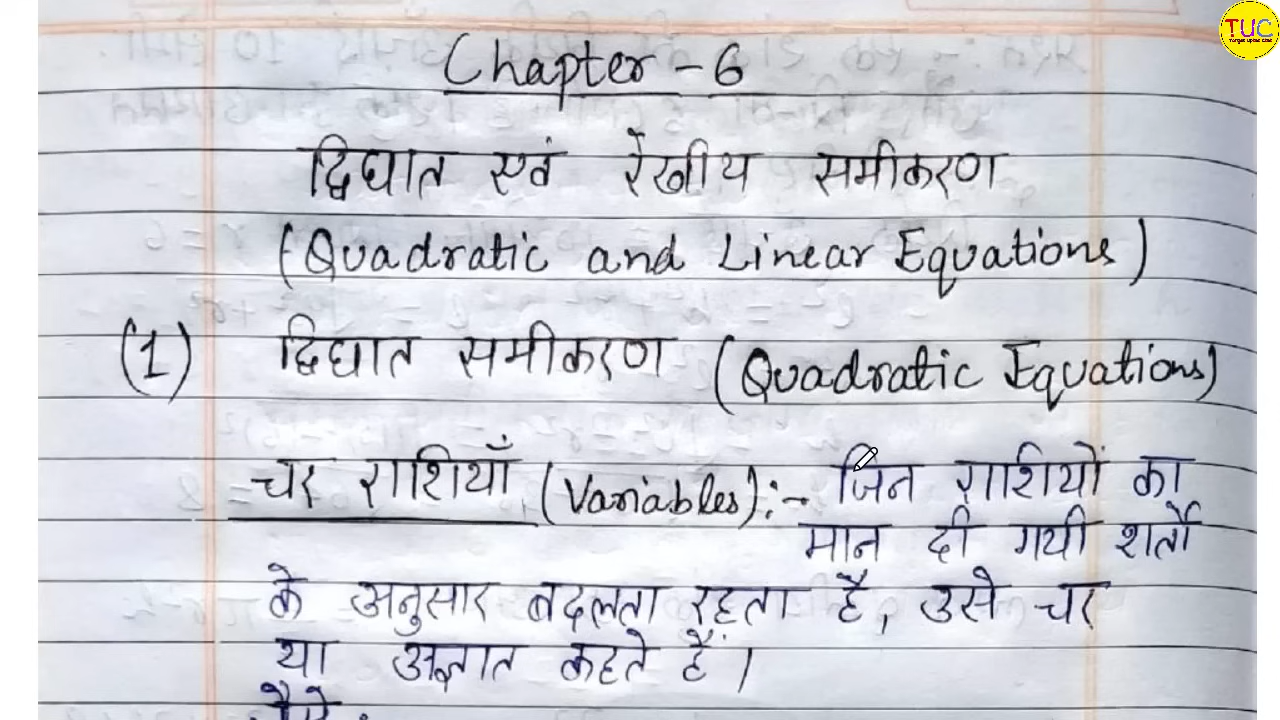 TUC
Chapter - 6
द्विघात एवं रेखीय समीकरण
(Quadratic and Linear Equations)
(1) द्विघात समीकरण (Quadratic Equations)
चर राशियाँ (Variables):- जिन राशियों का
मान दी गयी शर्तों
के अनुसार बदलता रहता है, उसे चर
या अज्ञात कहते हैं।